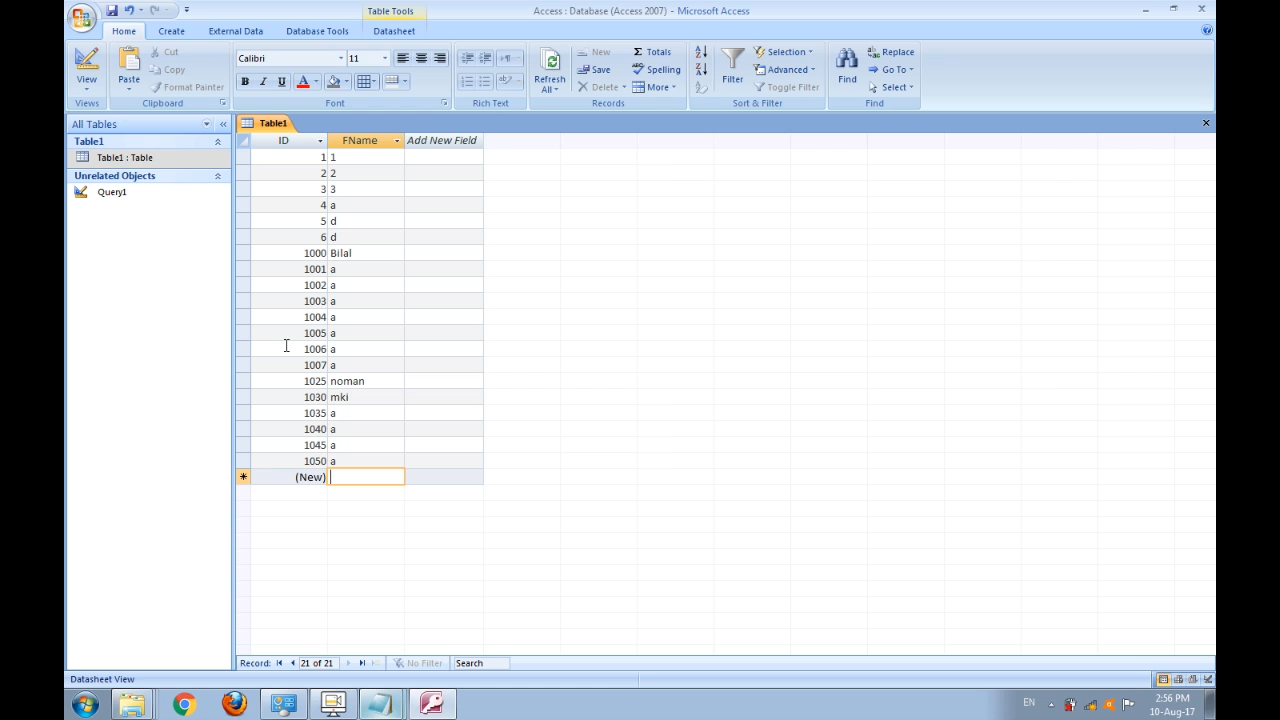 Table Tools
Access : Database (Access 2007) - Microsoft Access
Home
Create
External Data
Database Tools
Datasheet
View
Views
Paste
Cut
Copy
Format Painter
Clipboard
Calibri
11
B I U A
Font
Rich Text
Refresh All
New
Save
Delete
Totals
Spelling
More
Records
Filter
Selection
Advanced
Toggle Filter
Sort & Filter
Find
Replace
Go To
Select
Find
All Tables
Table1
Table1 : Table
Unrelated Objects
Query1
Table1
ID FName Add New Field
1 1
2 2
3 3
4 a
5 d
6 d
1000 Bilal
1001 a
1002 a
1003 a
1004 a
1005 a
1006 a
1007 a
1025 noman
1030 mki
1035 a
1040 a
1045 a
1050 a
(New)
Record: 21 of 21 No Filter Search
Datasheet View
EN
2:56 PM
10-Aug-17